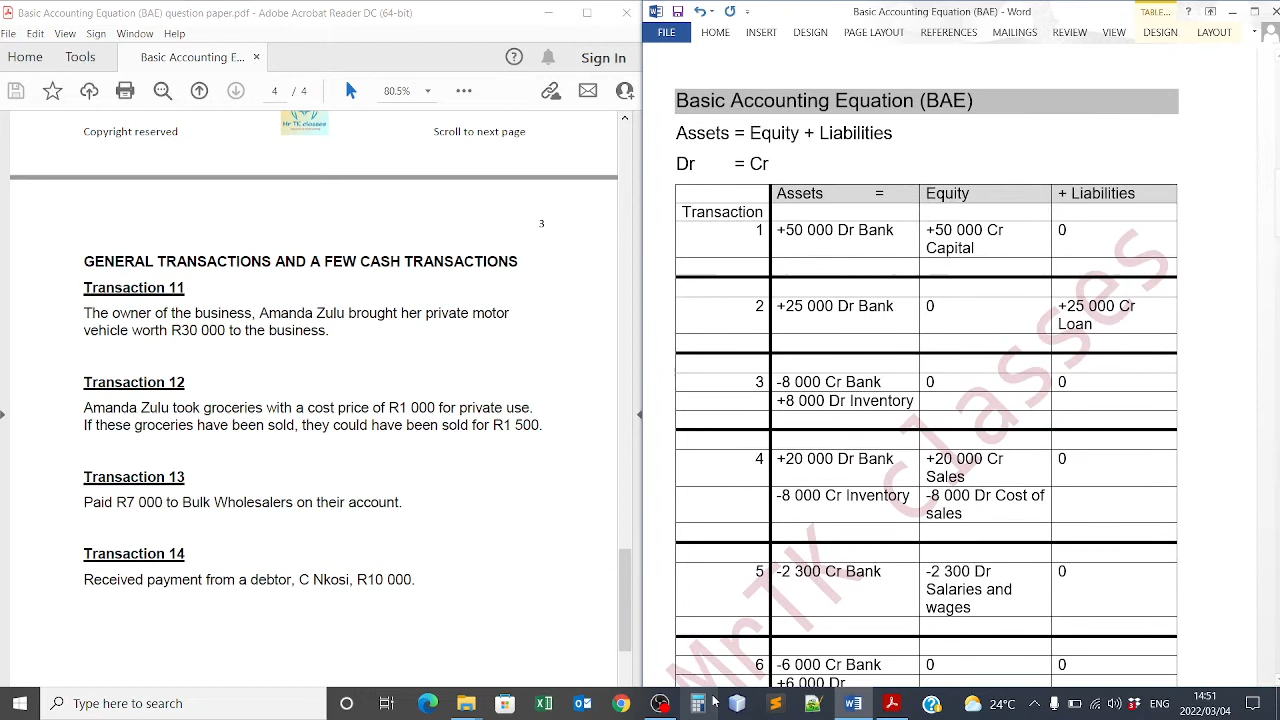 Basic Accounting Equation (BAE) question paper.pdf - Adobe Acrobat Reader DC (64-bit)
File Edit View Sign Window Help
Home Tools Basic Accounting E... × Sign In
4 / 4 80.5%
Mr TK classes
Copyright reserved Scroll to next page
3
GENERAL TRANSACTIONS AND A FEW CASH TRANSACTIONS
Transaction 11
The owner of the business, Amanda Zulu brought her private motor
vehicle worth R30 000 to the business.
Transaction 12
Amanda Zulu took groceries with a cost price of R1 000 for private use.
If these groceries have been sold, they could have been sold for R1 500.
Transaction 13
Paid R7 000 to Bulk Wholesalers on their account.
Transaction 14
Received payment from a debtor, C Nkosi, R10 000.
Basic Accounting Equation (BAE) - Word TABLE... ?
FILE HOME INSERT DESIGN PAGE LAYOUT REFERENCES MAILINGS REVIEW VIEW DESIGN LAYOUT
Basic Accounting Equation (BAE)
Assets = Equity + Liabilities
Dr = Cr
Assets = Equity + Liabilities
Transaction
1 +50 000 Dr Bank +50 000 Cr 0
Capital
2 +25 000 Dr Bank 0 +25 000 Cr
Loan
3 -8 000 Cr Bank 0 0
+8 000 Dr Inventory
4 +20 000 Dr Bank +20 000 Cr 0
Sales
-8 000 Cr Inventory -8 000 Dr Cost of
sales
5 -2 300 Cr Bank -2 300 Dr 0
Salaries and
wages
6 -6 000 Cr Bank 0 0
+6 000 Dr
MrTK classes
Type here to search 24°C ENG 14:51
2022/03/04